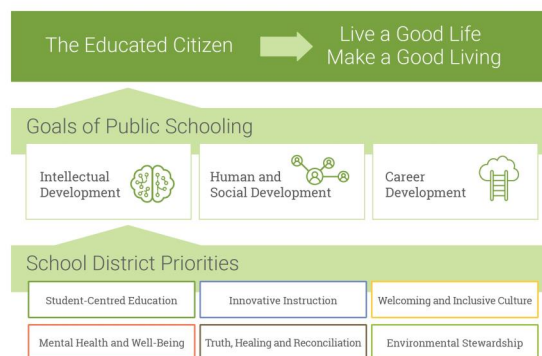 The Educated Citizen
Live a Good Life
Make a Good Living
Goals of Public Schooling
Intellectual
Development
Human and
Social Development
Career
Development
School District Priorities
Student-Centred Education
Innovative Instruction
Welcoming and Inclusive Culture
Mental Health and Well-Being
Truth, Healing and Reconciliation
Environmental Stewardship